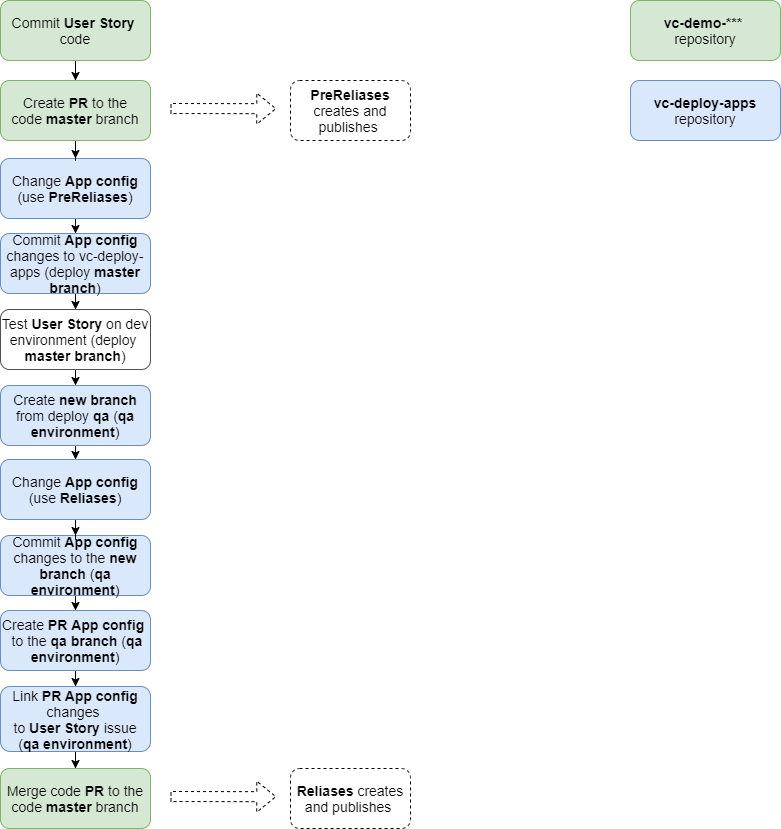 Commit User Story
code
vc-demo-***
repository
Create PR to the
code master branch
PreReliases
creates and
publishes
vc-deploy-apps
repository
Change App config
(use PreReliases)
Commit App config
changes to vc-deploy-
apps (deploy master
branch)
Test User Story on dev
environment (deploy
master branch)
Create new branch
from deploy qa (qa
environment)
Change App config
(use Reliases)
Commit App config
changes to the new
branch (qa
environment)
Create PR App config
to the qa branch (qa
environment)
Link PR App config
changes
to User Story issue
(qa environment)
Merge code PR to the
code master branch
Reliases creates
and publishes